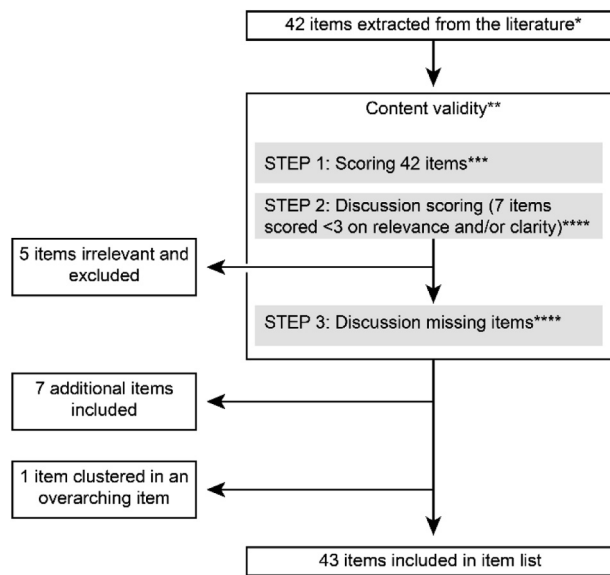 42 items extracted from the literature*
Content validity**
STEP 1: Scoring 42 items***
STEP 2: Discussion scoring (7 items
scored <3 on relevance and/or clarity)****
5 items irrelevant and
excluded
STEP 3: Discussion missing items****
7 additional items
included
1 item clustered in an
overarching item
43 items included in item list